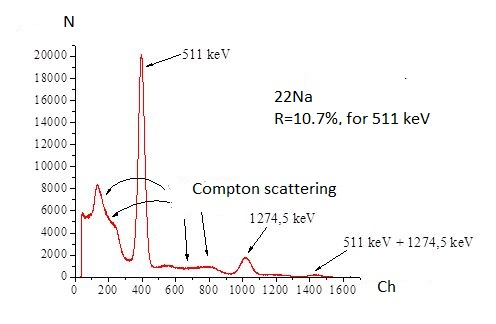 N
511 keV
20000
18000
16000
14000
12000
10000
8000
6000
4000
2000
0
22Na
R=10.7%, for 511 keV
Compton scattering
1274,5 keV
511 keV + 1274,5 keV
0 200 400 600 800 1000 1200 1400 1600 Ch